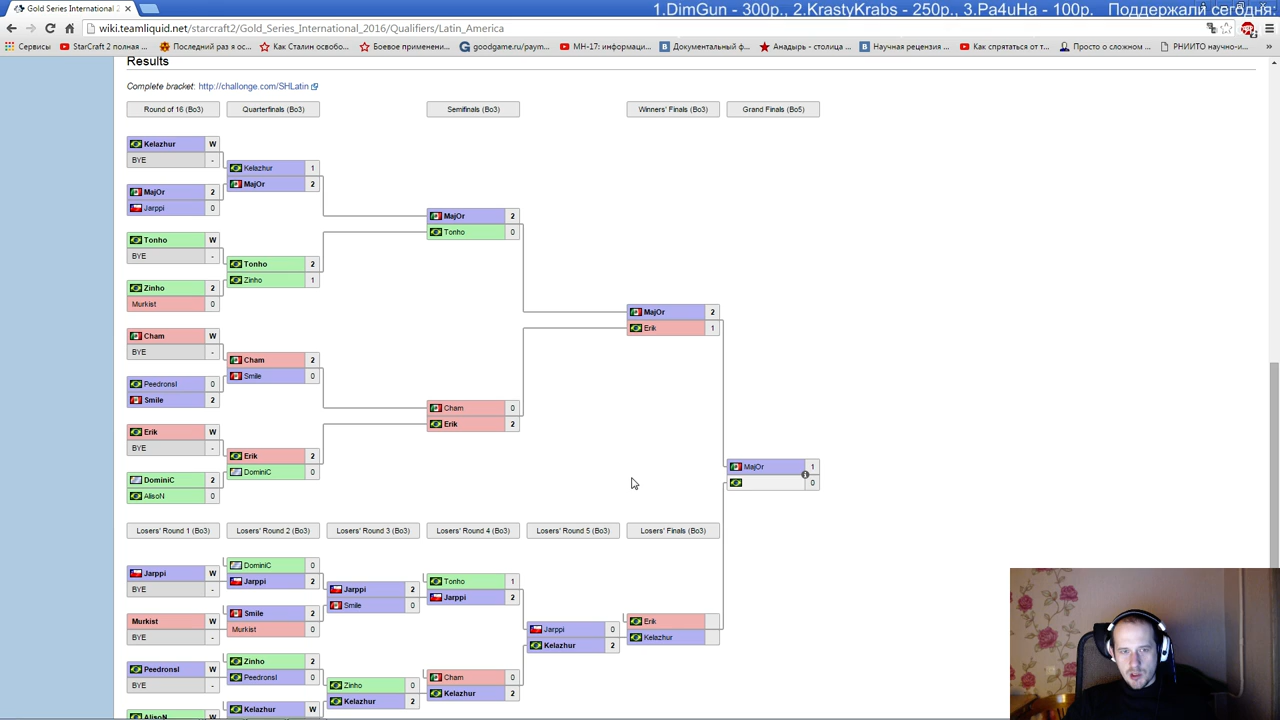 Gold Series International 2
1.DimGun - 300р., 2.KrastyKrabs - 250р., 3.Pa4uHa - 100р. Поддержали сегодня
wiki.teamliquid.net/starcraft2/Gold_Series_International_2016/Qualifiers/Latin_America
Сервисы StarCraft 2 полная ... Последний раз я ос... Как Сталин освобо... Боевое применени... goodgame.ru/paym... МН-17: информаци... Документальный ф... Анадырь - столица ... Научная рецензия ... Как спрятаться от т... Просто о сложном ... РНИИТО научно-и...
Results
Complete bracket: http://challonge.com/SHLatin
Round of 16 (Bo3) Quarterfinals (Bo3) Semifinals (Bo3) Winners' Finals (Bo3) Grand Finals (Bo5)
Kelazhur W
BYE -
Kelazhur 1
MajOr 2
MajOr 2
Jarppi 0
MajOr 2
Tonho 0
Tonho W
BYE -
Tonho 2
Zinho 1
Zinho 2
Murkist 0
MajOr 2
Erik 1
Cham W
BYE -
Cham 2
Smile 0
Peedronsl 0
Smile 2
Cham 0
Erik 2
Erik W
BYE -
Erik 2
DominiC 0
DominiC 2
AlisoN 0
MajOr 1
0
Losers' Round 1 (Bo3) Losers' Round 2 (Bo3) Losers' Round 3 (Bo3) Losers' Round 4 (Bo3) Losers' Round 5 (Bo3) Losers' Finals (Bo3)
Jarppi W
BYE -
DominiC 0
Jarppi 2
Jarppi 2
Smile 0
Tonho 1
Jarppi 2
Murkist W
BYE -
Smile 2
Murkist 0
Jarppi 0
Kelazhur 2
Erik
Kelazhur
Peedronsl W
BYE -
Zinho 2
Peedronsl 0
Zinho 0
Kelazhur 2
Cham 0
Kelazhur 2
AlisoN W
Kelazhur W